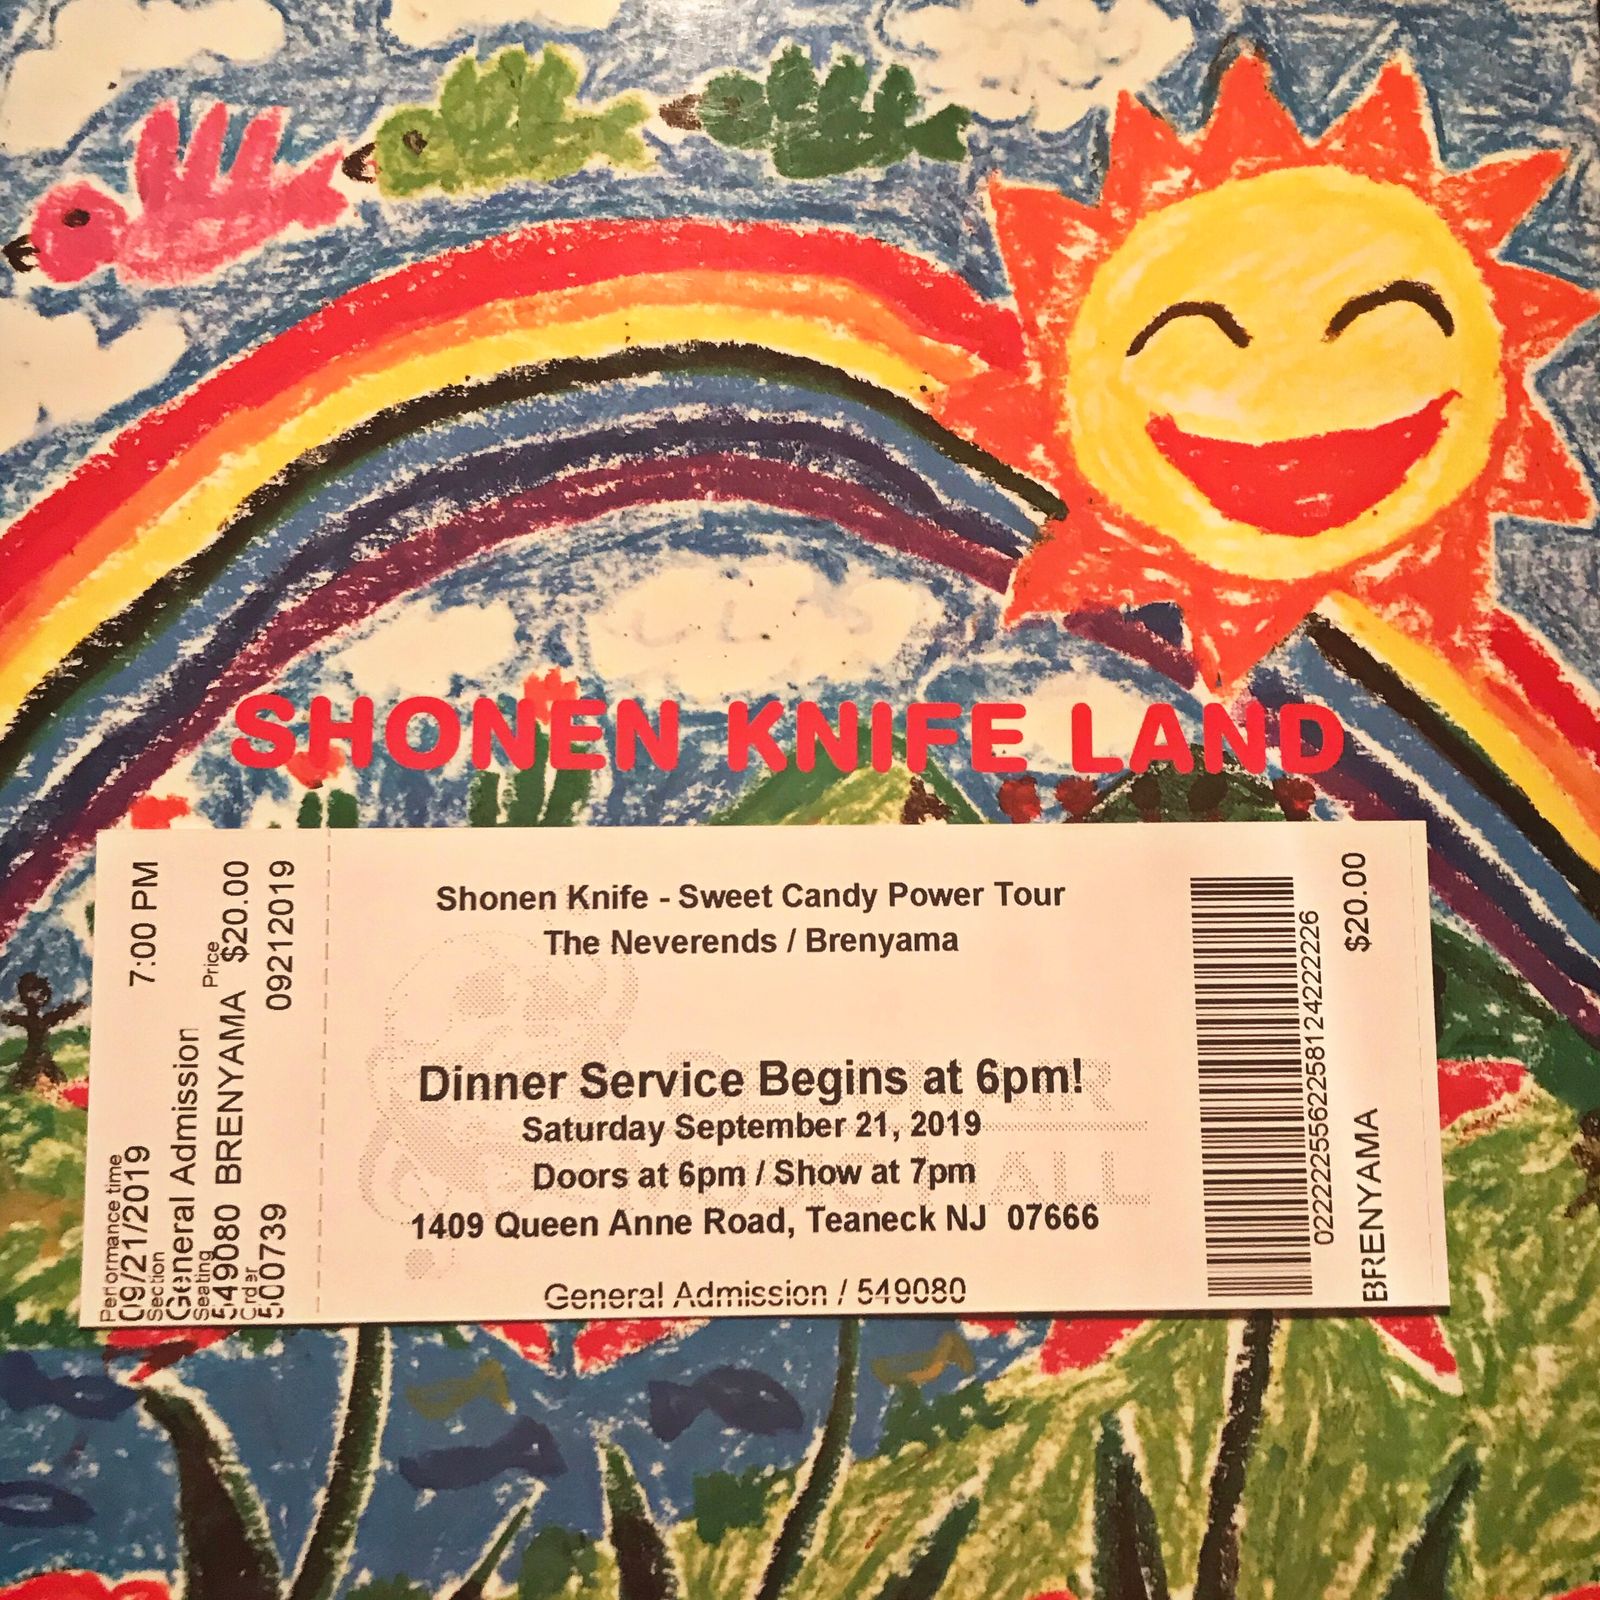 SHONEN KNIFE LAND
Performance time
09/21/2019 7:00 PM
Section
General Admission
Seating Price
549080 BRENYAMA $20.00
Order
500739 09212019
Shonen Knife - Sweet Candy Power Tour
The Neverends / Brenyama
Dinner Service Begins at 6pm!
Saturday September 21, 2019
Doors at 6pm / Show at 7pm
1409 Queen Anne Road, Teaneck NJ 07666
General Admission / 549080
MUSIC HALL
02222255562258124222226
BRENYAMA $20.00